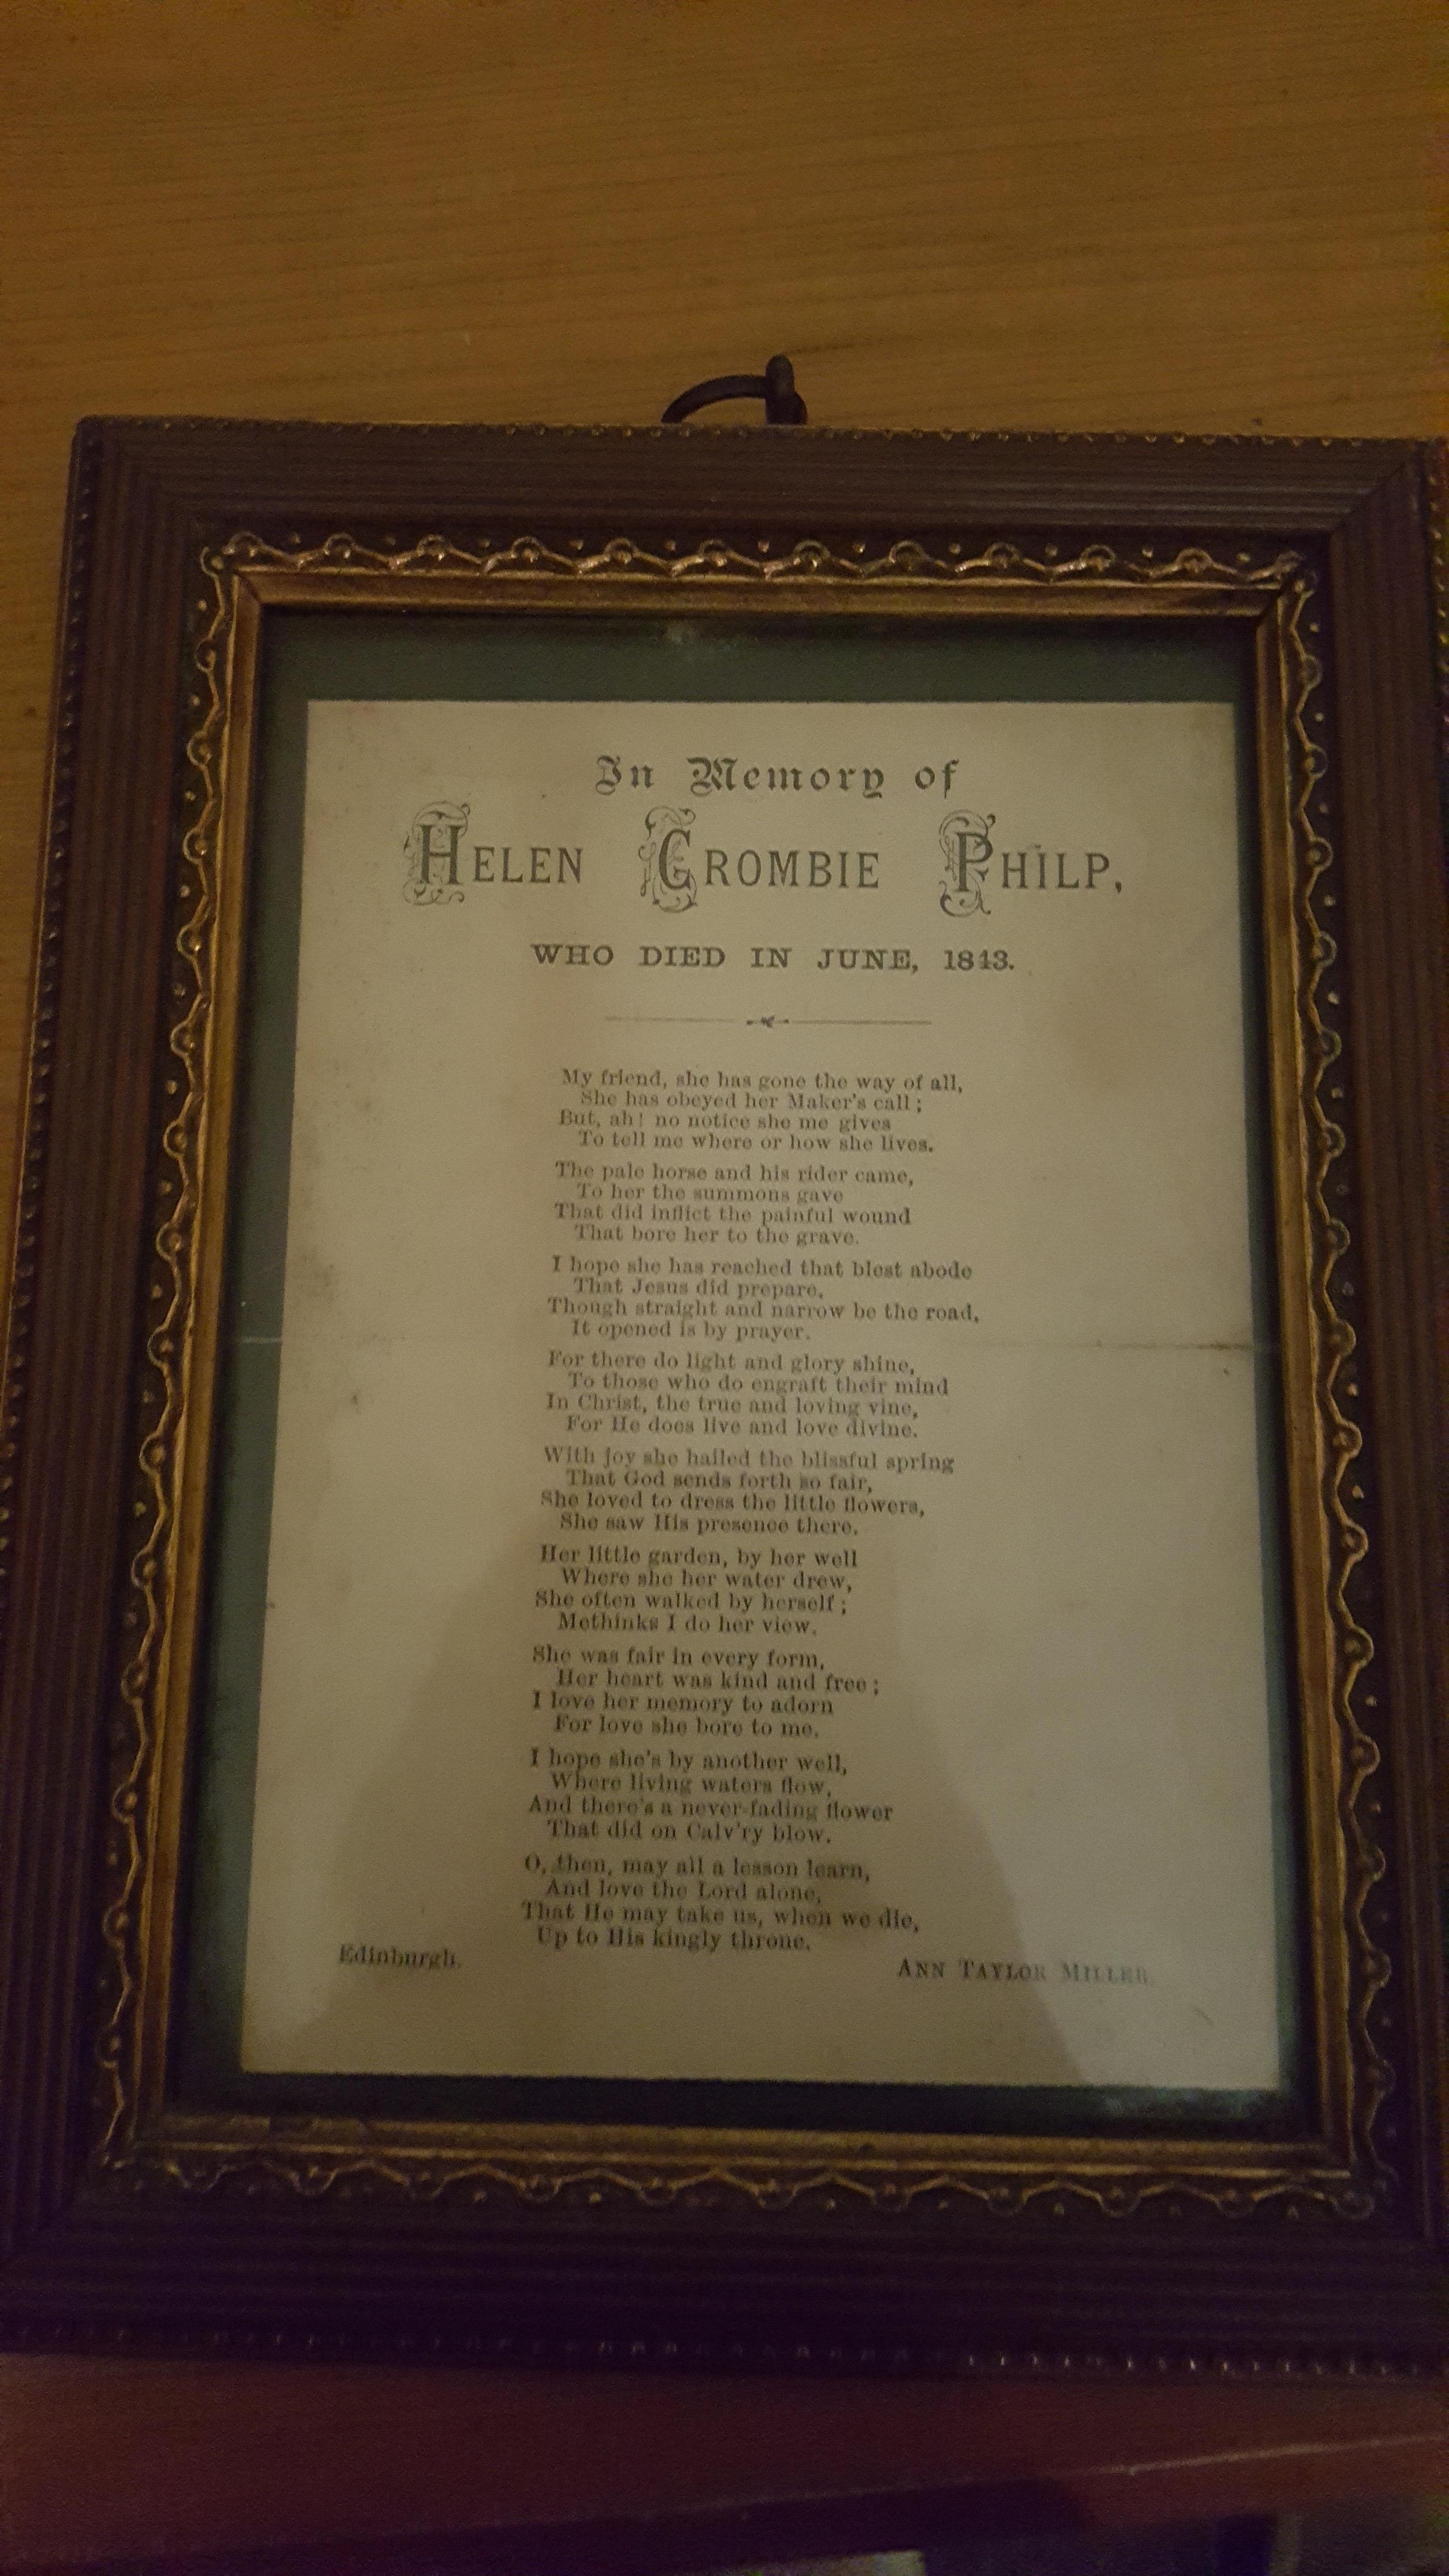 In Memory of
HELEN CROMBIE PHILP,
WHO DIED IN JUNE, 1843.
My friend, she has gone the way of all,
She has obeyed her Maker's call;
But, ah! no notice she me gives
To tell me where or how she lives.
The pale horse and his rider came,
To her the summons gave
That did inflict the painful wound
That bore her to the grave.
I hope she has reached that blest abode
That Jesus did prepare,
Though straight and narrow be the road,
It opened is by prayer.
For there do light and glory shine,
To those who do engraft their mind
In Christ, the true and loving vine,
For He does live and love divine.
With joy she hailed the blissful spring
That God sends forth so fair,
She loved to dress the little flowers,
She saw His presence there.
Her little garden, by her well
Where she her water drew,
She often walked by herself;
Methinks I do her view.
She was fair in every form,
Her heart was kind and free;
I love her memory to adorn
For love she bore to me.
I hope she's by another well,
Where living waters flow,
And there's a never-fading flower
That did on Calv'ry blow.
O, then, may all a lesson learn,
And love the Lord alone,
That He may take us, when we die,
Up to His kingly throne.
Edinburgh. ANN TAYLOR MILLER